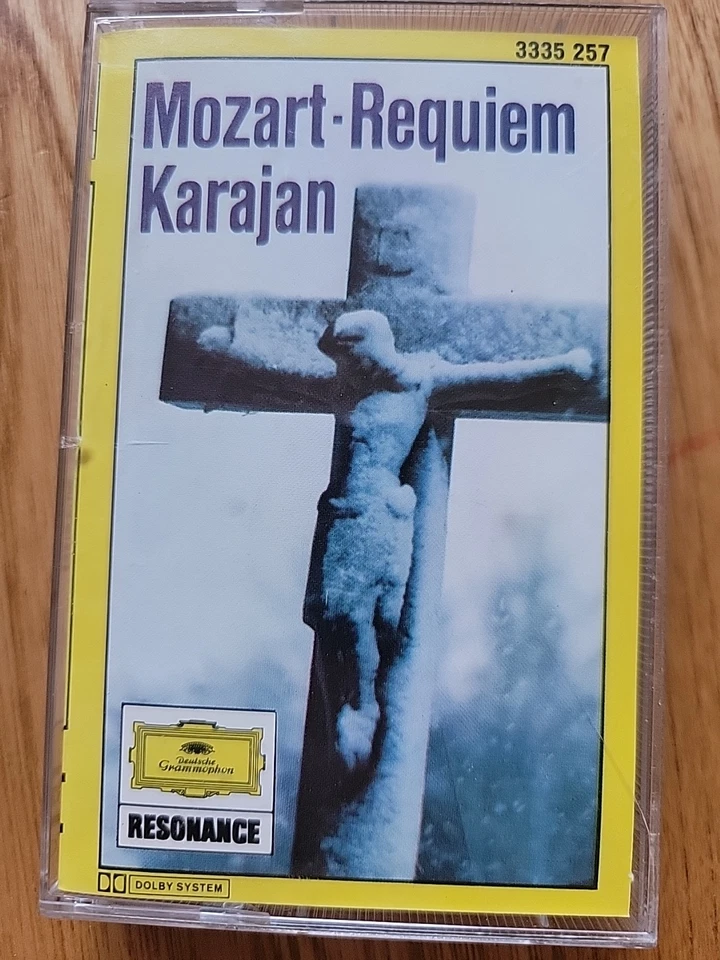 3335 257
Mozart·Requiem
Karajan
Deutsche
Grammophon
RESONANCE
DOLBY SYSTEM